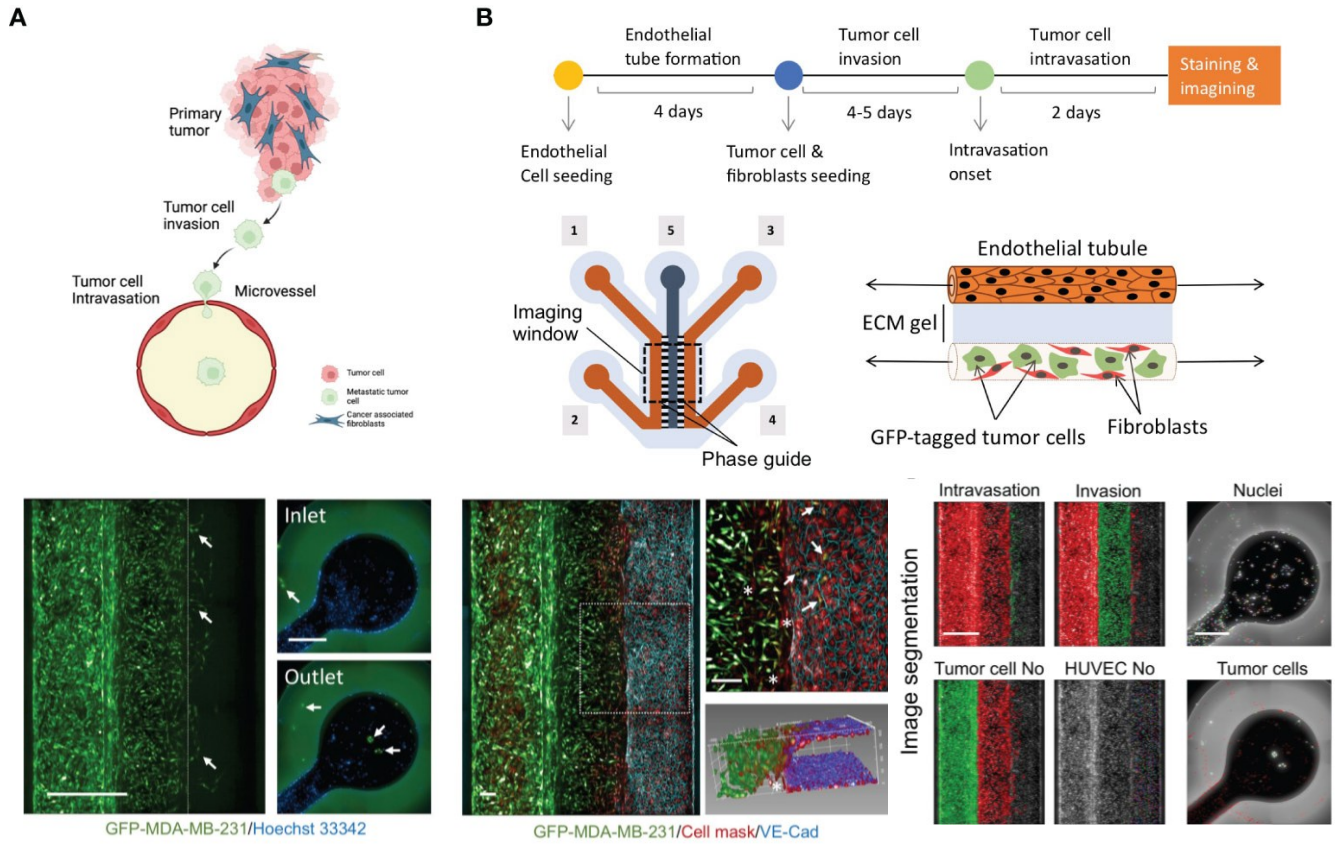 A
Primary
tumor
Tumor cell
invasion
Tumor cell
Intravasation
Microvessel
Tumor cell
Metastatic tumor
cell
Cancer associated
fibroblasts
B
Endothelial
tube formation
Tumor cell
invasion
Tumor cell
intravasation
Staining &
imagining
4 days
4-5 days
2 days
Endothelial
Cell seeding
Tumor cell &
fibroblasts seeding
Intravasation
onset
1
5
3
Imaging
window
2
4
Phase guide
Endothelial tubule
ECM gel
GFP-tagged tumor cells
Fibroblasts
Inlet
Outlet
GFP-MDA-MB-231/Hoechst 33342
*
*
*
*
GFP-MDA-MB-231/Cell mask/VE-Cad
Image segmentation
Intravasation
Invasion
Nuclei
Tumor cell No
HUVEC No
Tumor cells